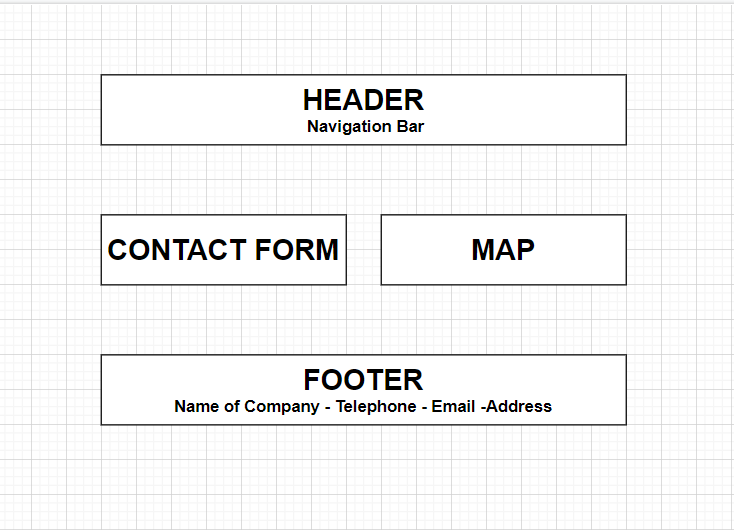 HEADER
Navigation Bar
CONTACT FORM
MAP
FOOTER
Name of Company - Telephone - Email -Address